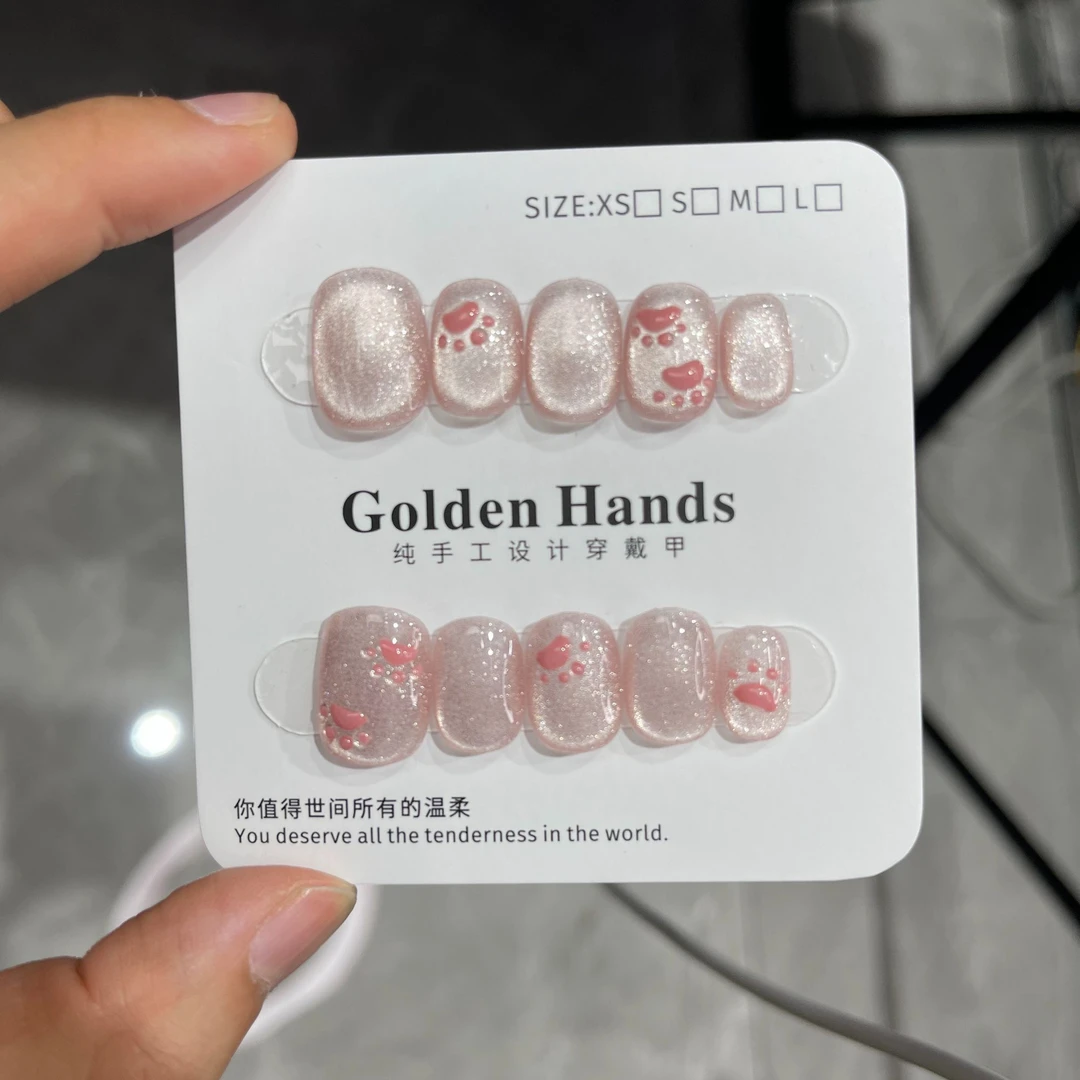 SIZE:XS□ S□ M□ L□
Golden Hands
纯手工设计穿戴甲
你值得世间所有的温柔
You deserve all the tenderness in the world.